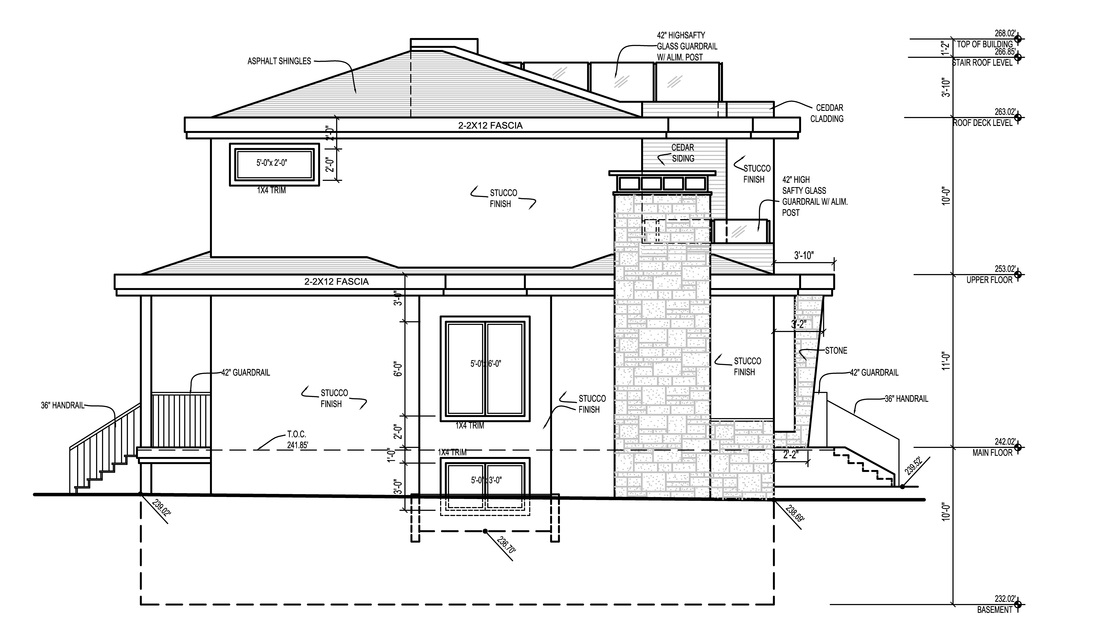 268.02'
TOP OF BUILDING
1'-2"
266.85'
STAIR ROOF LEVEL
3'-10"
42" HIGHSAFTY
GLASS GUARDRAIL
W/ ALIM. POST
ASPHALT SHINGLES
CEDDAR
CLADDING
263.02'
ROOF DECK LEVEL
2-2X12 FASCIA
2'-0"
5'-0"x 2'-0"
2'-0"
1X4 TRIM
CEDAR
SIDING
STUCCO
FINISH
42" HIGH
SAFTY GLASS
GUARDRAIL W/ ALIM.
POST
STUCCO
FINISH
10'-0"
3'-10"
253.02'
UPPER FLOOR
2-2X12 FASCIA
3'-0"
3'-2"
STONE
5'-0"x 6'-0"
6'-0"
STUCCO
FINISH
11'-0"
42" GUARDRAIL
42" GUARDRAIL
36" HANDRAIL
36" HANDRAIL
STUCCO
FINISH
STUCCO
FINISH
1X4 TRIM
2'-0"
T.O.C.
241.85'
242.02'
MAIN FLOOR
1X4 TRIM
1'-0"
2'-2"
239.52'
5'-0"x 3'-0"
3'-0"
239.02'
238.69'
236.70'
10'-0"
232.02'
BASEMENT